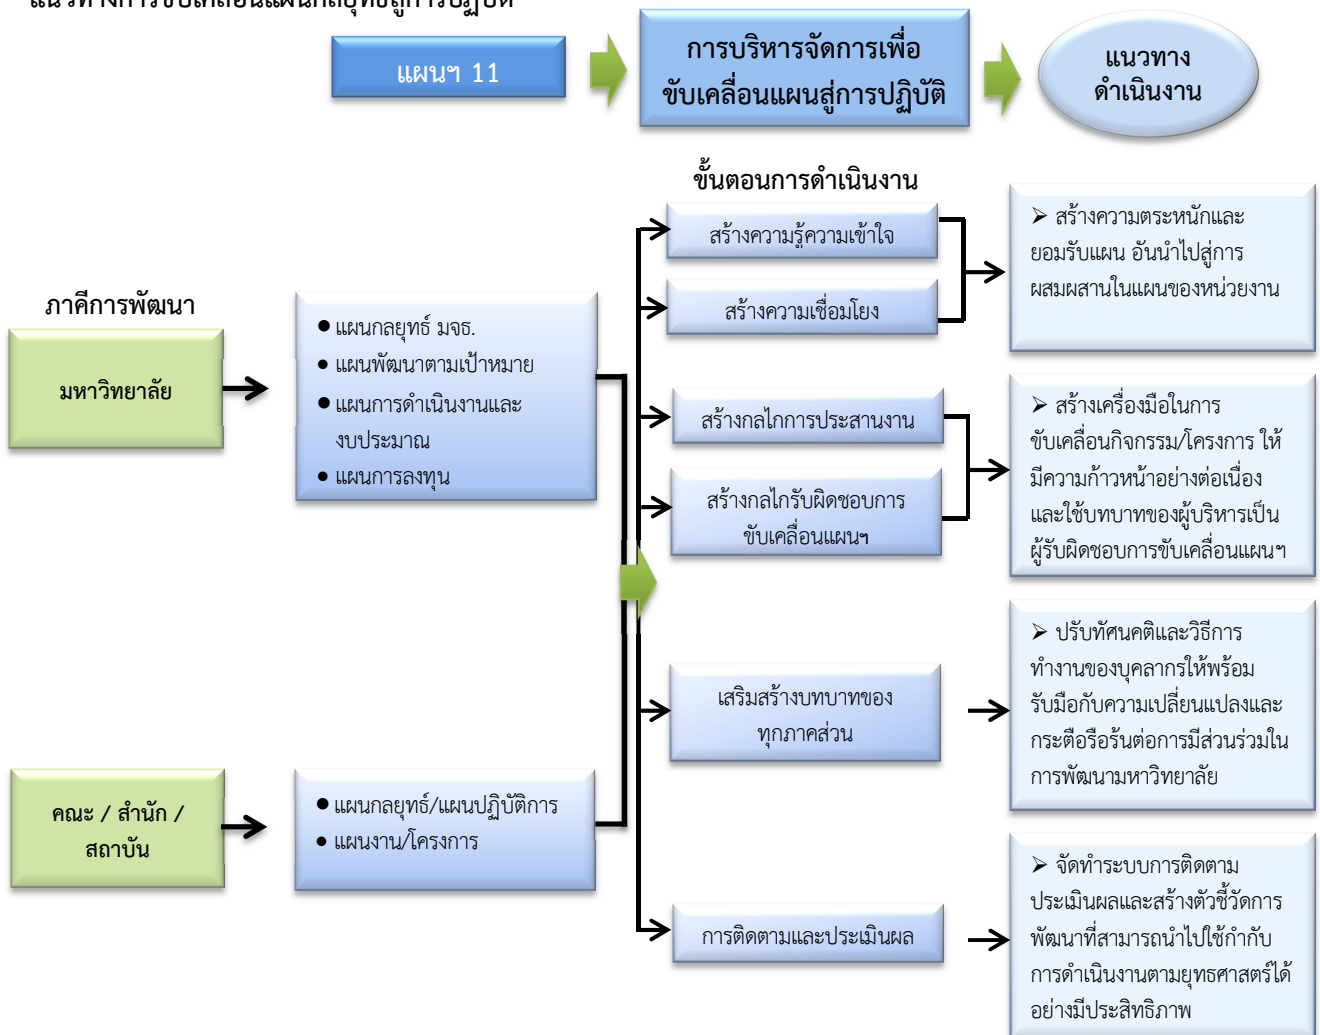 แนวทางการขับเคลื่อนแผนกลยุทธ์สู่การปฏิบัติ
แผนฯ 11
การบริหารจัดการเพื่อ
ขับเคลื่อนแผนสู่การปฏิบัติ
แนวทาง
ดำเนินงาน
ภาคีการพัฒนา
มหาวิทยาลัย
● แผนกลยุทธ์ มจธ.
● แผนพัฒนาตามเป้าหมาย
● แผนการดำเนินงานและ
งบประมาณ
● แผนการลงทุน
คณะ / สำนัก /
สถาบัน
● แผนกลยุทธ์/แผนปฏิบัติการ
● แผนงาน/โครงการ
ขั้นตอนการดำเนินงาน
สร้างความรู้ความเข้าใจ
สร้างความเชื่อมโยง
➢ สร้างความตระหนักและ
ยอมรับแผน อันนำไปสู่การ
ผสมผสานในแผนของหน่วยงาน
สร้างกลไกการประสานงาน
สร้างกลไกรับผิดชอบการ
ขับเคลื่อนแผนฯ
➢ สร้างเครื่องมือในการ
ขับเคลื่อนกิจกรรม/โครงการ ให้
มีความก้าวหน้าอย่างต่อเนื่อง
และใช้บทบาทของผู้บริหารเป็น
ผู้รับผิดชอบการขับเคลื่อนแผนฯ
เสริมสร้างบทบาทของ
ทุกภาคส่วน
➢ ปรับทัศนคติและวิธีการ
ทำงานของบุคลากรให้พร้อม
รับมือกับความเปลี่ยนแปลงและ
กระตือรือร้นต่อการมีส่วนร่วมใน
การพัฒนามหาวิทยาลัย
การติดตามและประเมินผล
➢ จัดทำระบบการติดตาม
ประเมินผลและสร้างตัวชี้วัดการ
พัฒนาที่สามารถนำไปใช้กำกับ
การดำเนินงานตามยุทธศาสตร์ได้
อย่างมีประสิทธิภาพ